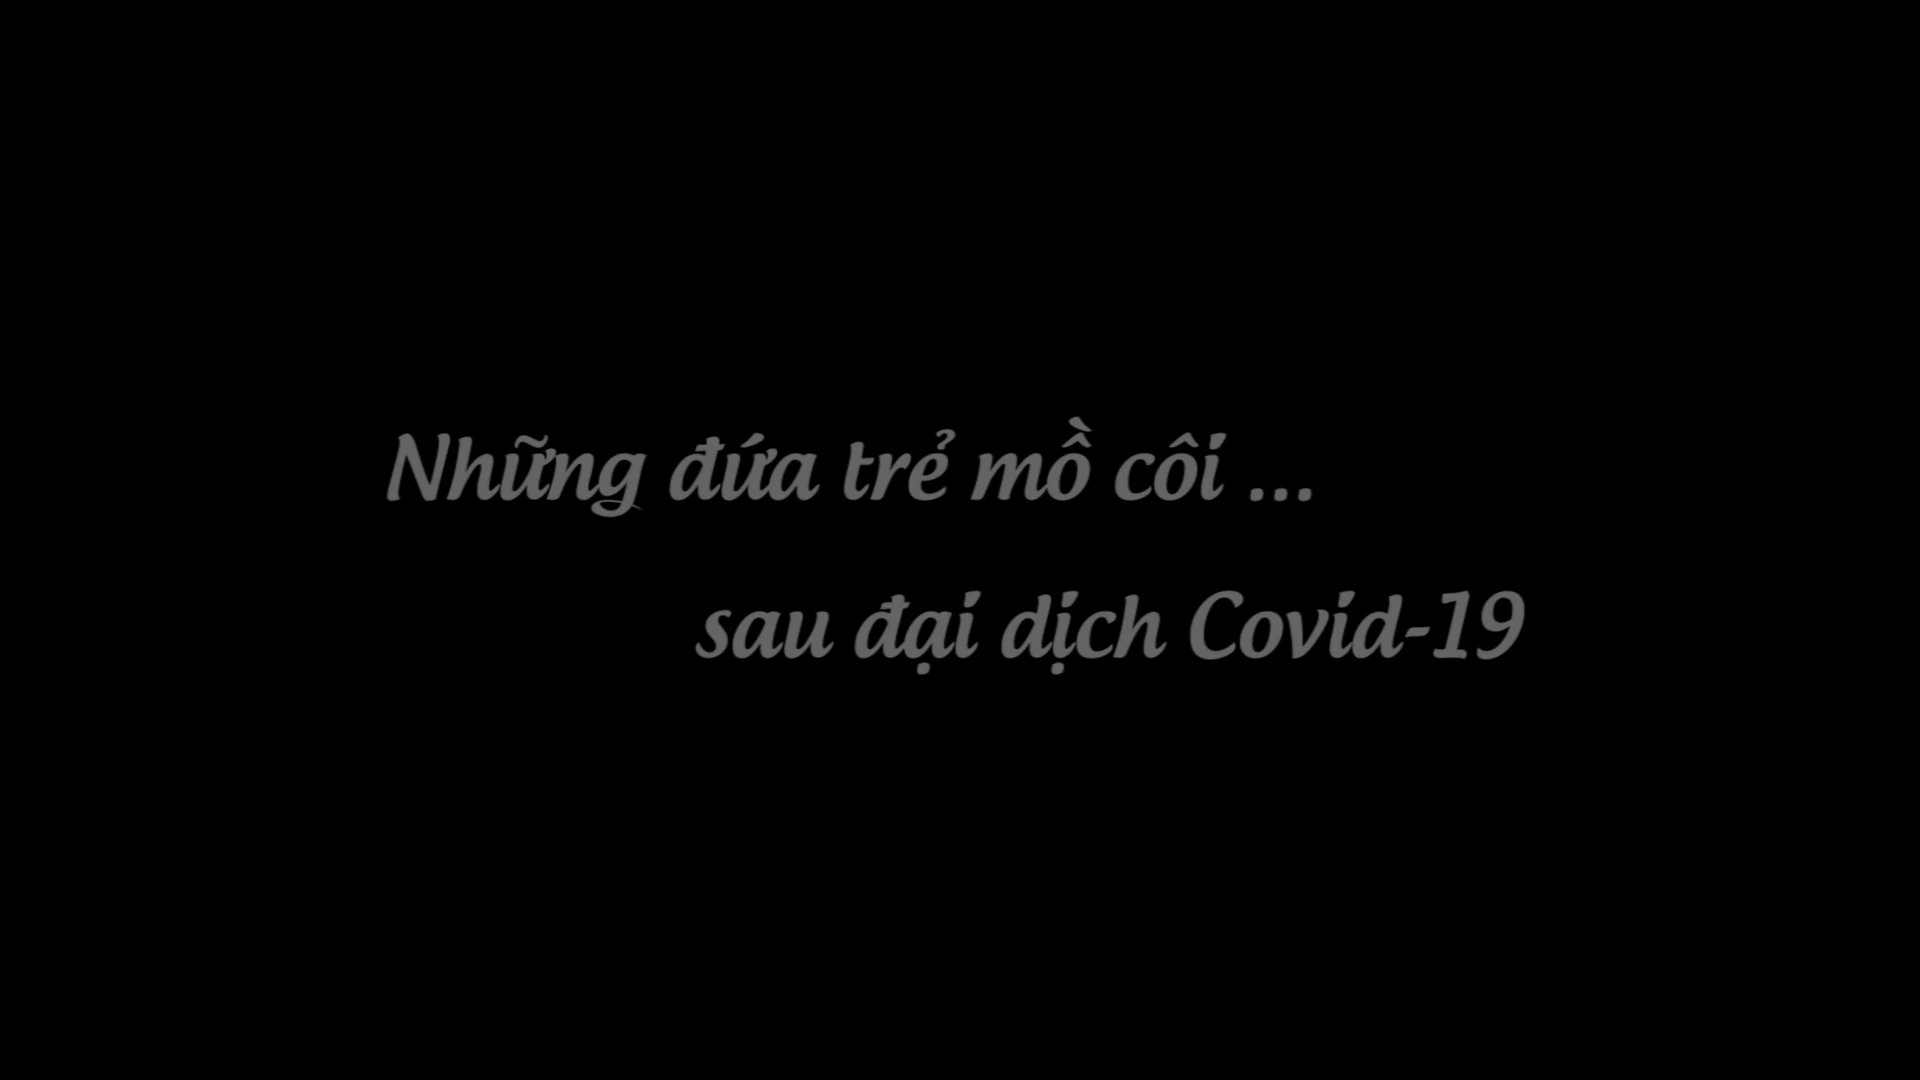 Những đứa trẻ mồ côi ...
sau đại dịch Covid-19